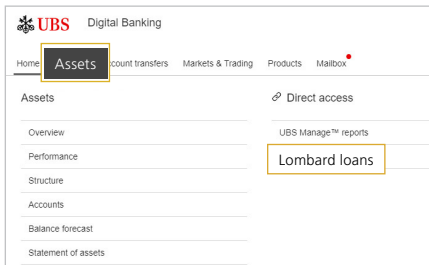 UBS Digital Banking
Home Assets count transfers Markets & Trading Products Mailbox
Assets
Overview
Performance
Structure
Accounts
Balance forecast
Statement of assets
Direct access
UBS Manage™ reports
Lombard loans